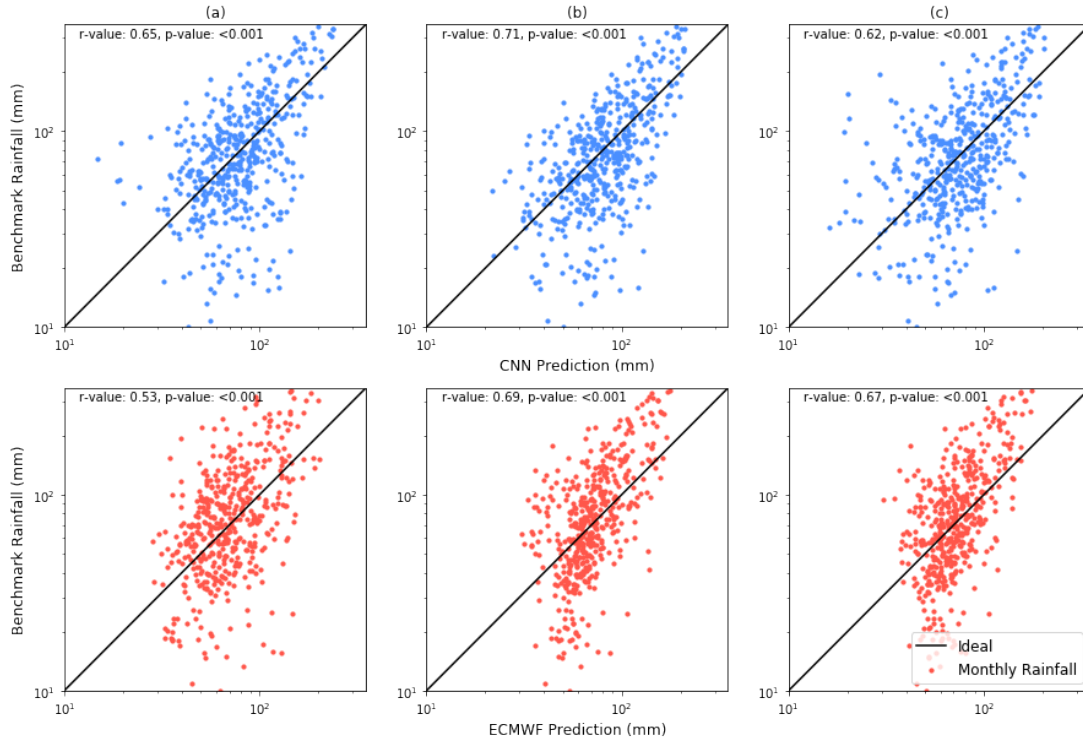 (a)
(b)
(c)
r-value: 0.65, p-value: <0.001
r-value: 0.71, p-value: <0.001
r-value: 0.62, p-value: <0.001
Benchmark Rainfall (mm)
10²
10¹
10¹
10²
10¹
10²
10¹
10²
CNN Prediction (mm)
r-value: 0.53, p-value: <0.001
r-value: 0.69, p-value: <0.001
r-value: 0.67, p-value: <0.001
Benchmark Rainfall (mm)
10²
10¹
Ideal
Monthly Rainfall
10¹
10²
10¹
10²
10¹
10²
ECMWF Prediction (mm)